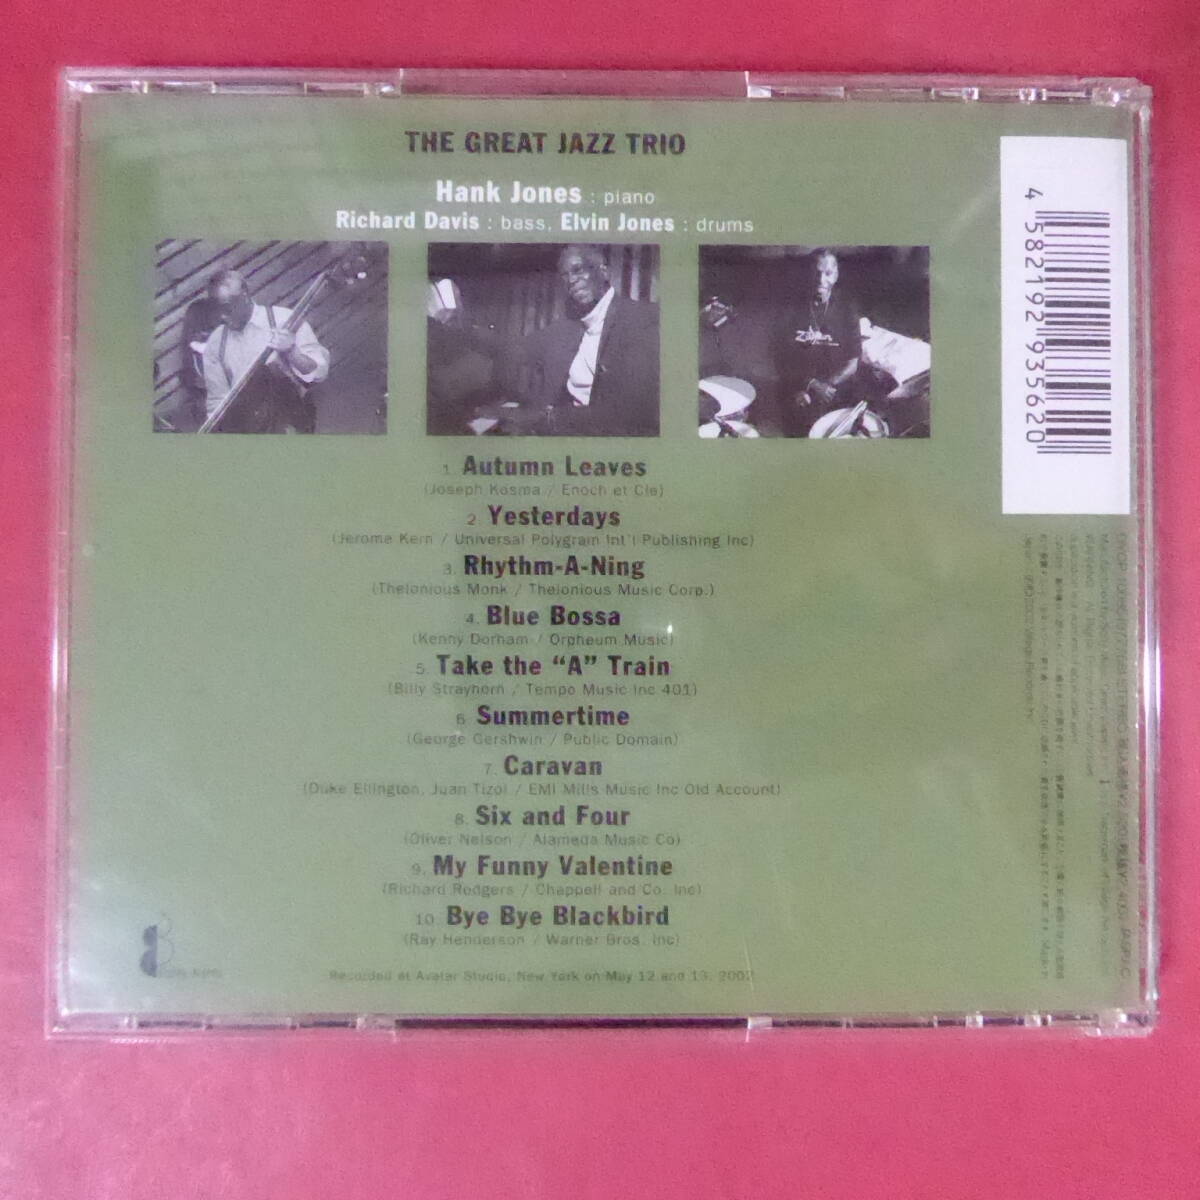 THE GREAT JAZZ TRIO
Hank Jones : piano
Richard Davis : bass, Elvin Jones : drums
Zildjian
1. Autumn Leaves
(Joseph Kosma / Enoch et Cie)
2. Yesterdays
(Jerome Kern / Universal Polygram Int'l Publishing Inc)
3. Rhythm-A-Ning
(Thelonious Monk / Thelonious Music Corp.)
4. Blue Bossa
(Kenny Dorham / Orpheum Music)
5. Take the “A” Train
(Billy Strayhorn / Tempo Music Inc 401)
6. Summertime
(George Gershwin / Public Domain)
7. Caravan
(Duke Ellington, Juan Tizol / EMI Mills Music Inc Old Account)
8. Six and Four
(Oliver Nelson / Alameda Music Co)
9. My Funny Valentine
(Richard Rodgers / Chappell and Co. Inc)
10. Bye Bye Blackbird
(Ray Henderson / Warner Bros. Inc)
Recorded at Avatar Studio, New York on May 12 and 13, 2002
4 582192 935620